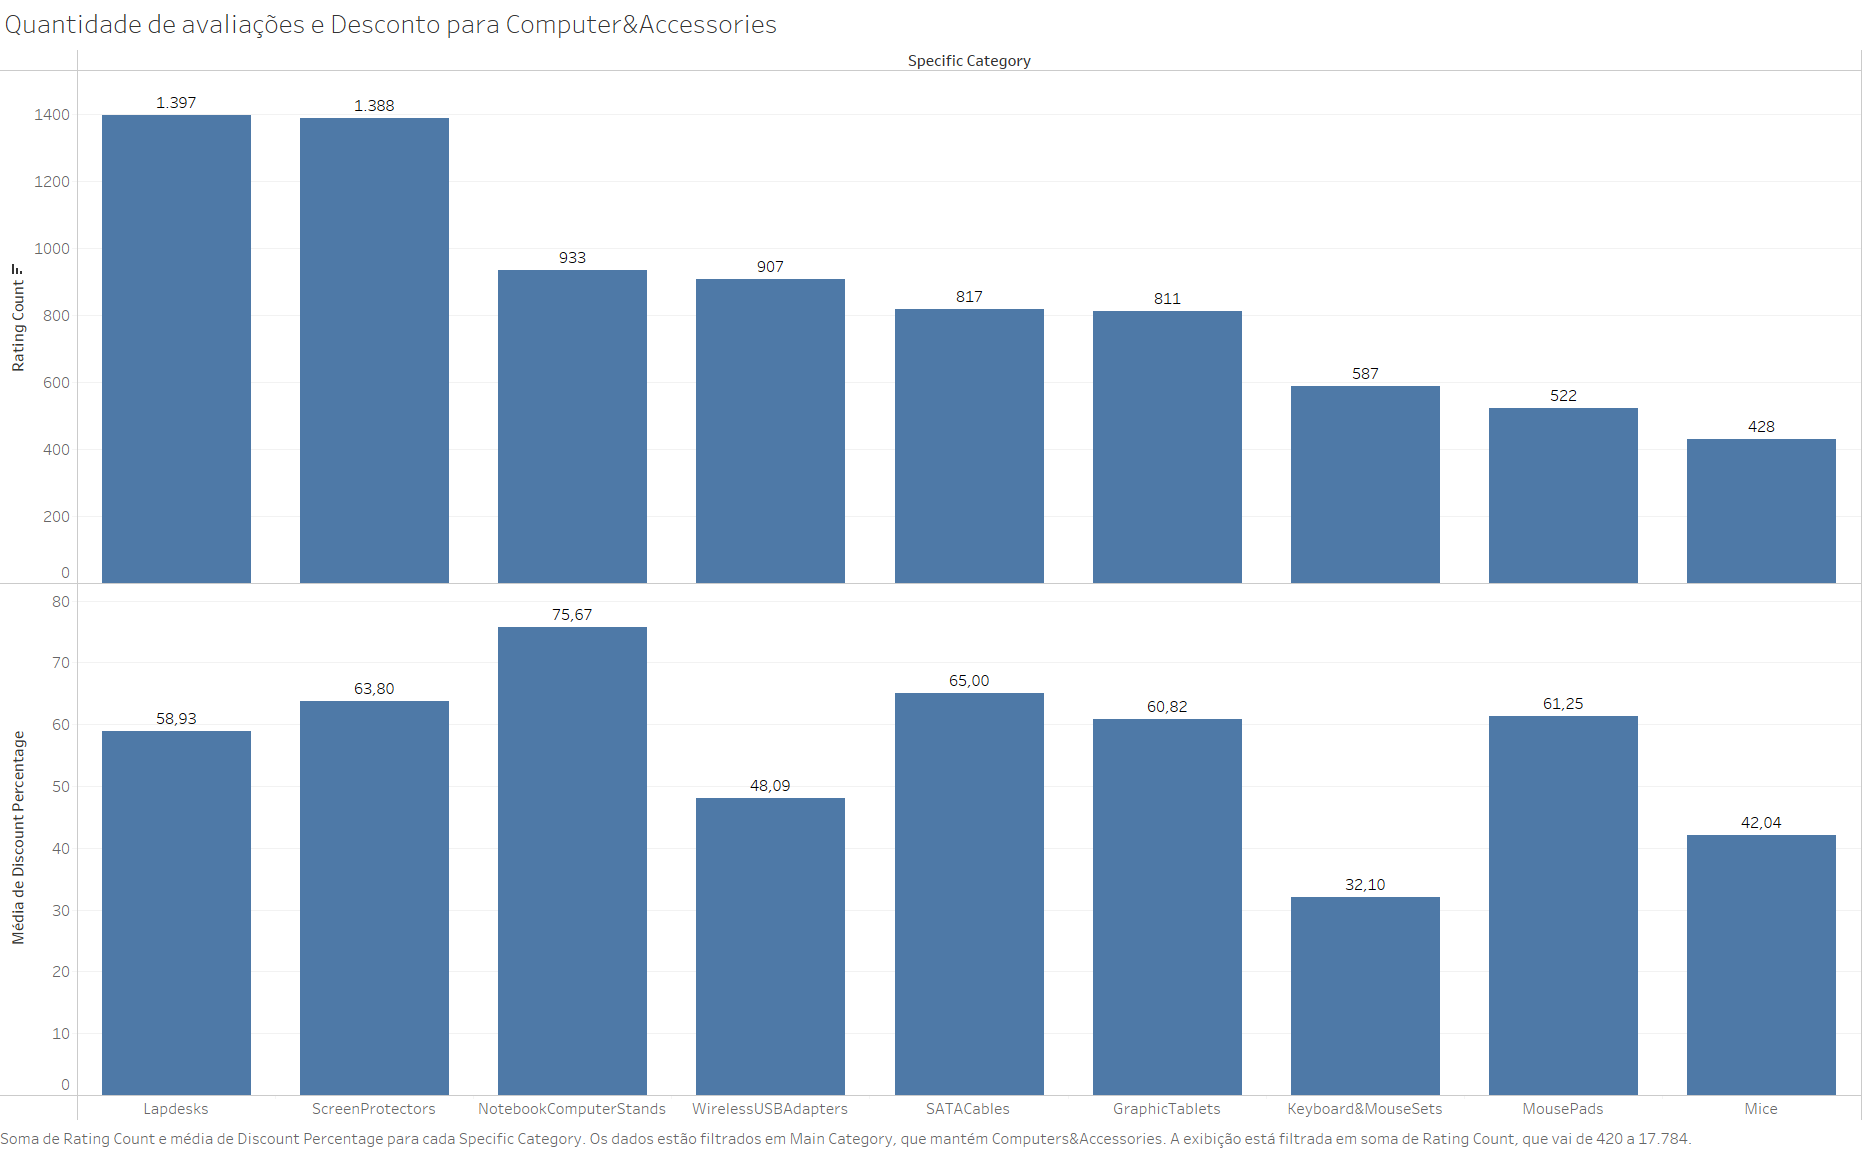 Quantidade de avaliações e Desconto para Computer&Accessories
Specific Category
Rating Count
1400
1200
1000
800
600
400
200
0
1.397
1.388
933
907
817
811
587
522
428
Média de Discount Percentage
80
70
60
50
40
30
20
10
0
58,93
63,80
75,67
48,09
65,00
60,82
32,10
61,25
42,04
Lapdesks
ScreenProtectors
NotebookComputerStands
WirelessUSBAdapters
SATACables
GraphicTablets
Keyboard&MouseSets
MousePads
Mice
Soma de Rating Count e média de Discount Percentage para cada Specific Category. Os dados estão filtrados em Main Category, que mantém Computers&Accessories. A exibição está filtrada em soma de Rating Count, que vai de 420 a 17.784.